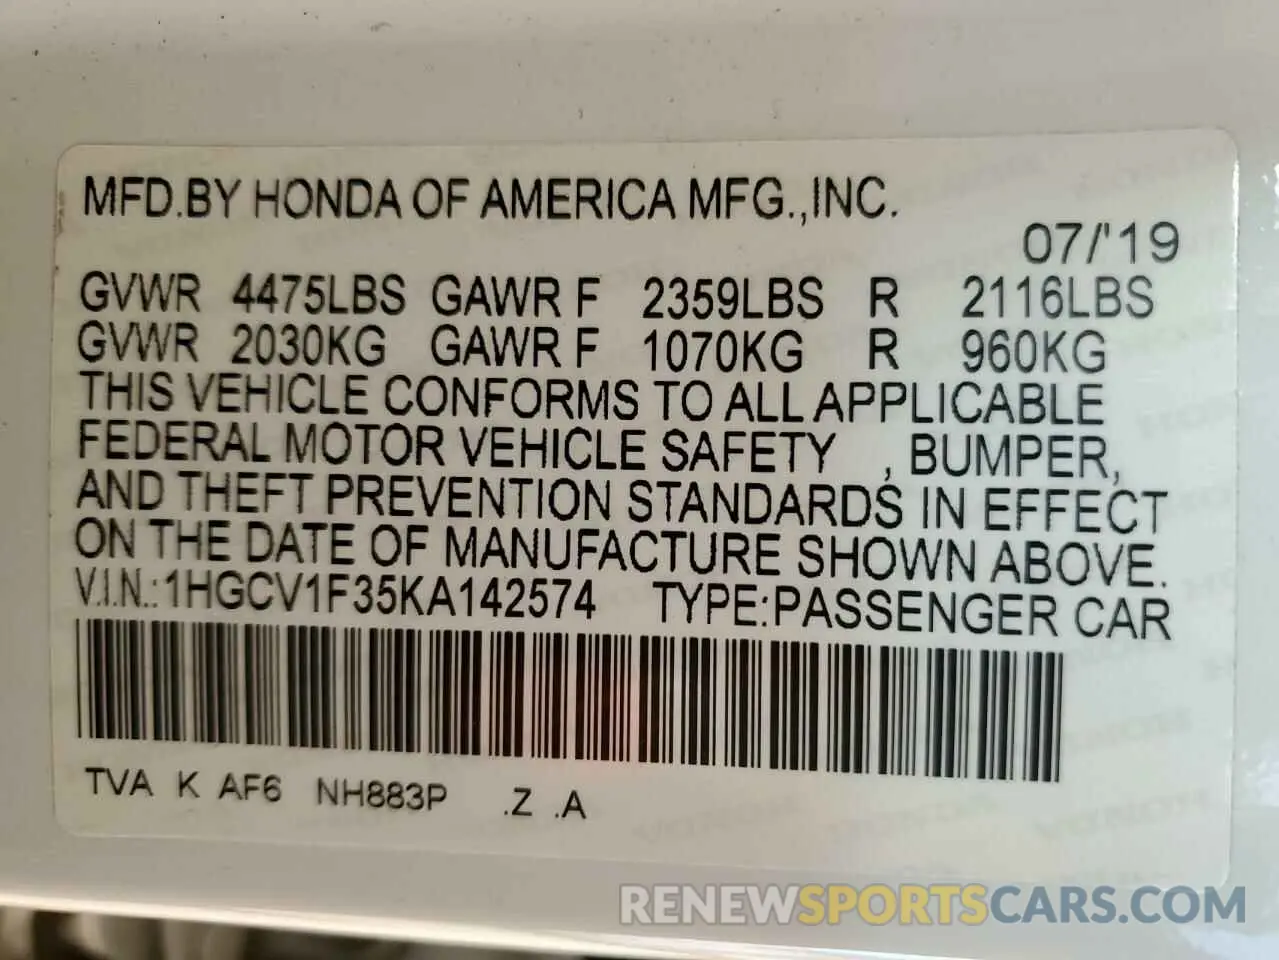 MFD.BY HONDA OF AMERICA MFG.,INC.
07/'19
GVWR 4475LBS GAWR F 2359LBS R 2116LBS
GVWR 2030KG GAWR F 1070KG R 960KG
THIS VEHICLE CONFORMS TO ALL APPLICABLE
FEDERAL MOTOR VEHICLE SAFETY , BUMPER,
AND THEFT PREVENTION STANDARDS IN EFFECT
ON THE DATE OF MANUFACTURE SHOWN ABOVE.
V.I.N.:1HGCV1F35KA142574 TYPE:PASSENGER CAR
TVA K AF6 NH883P .Z .A
RENEWSPORTSCARS.COM